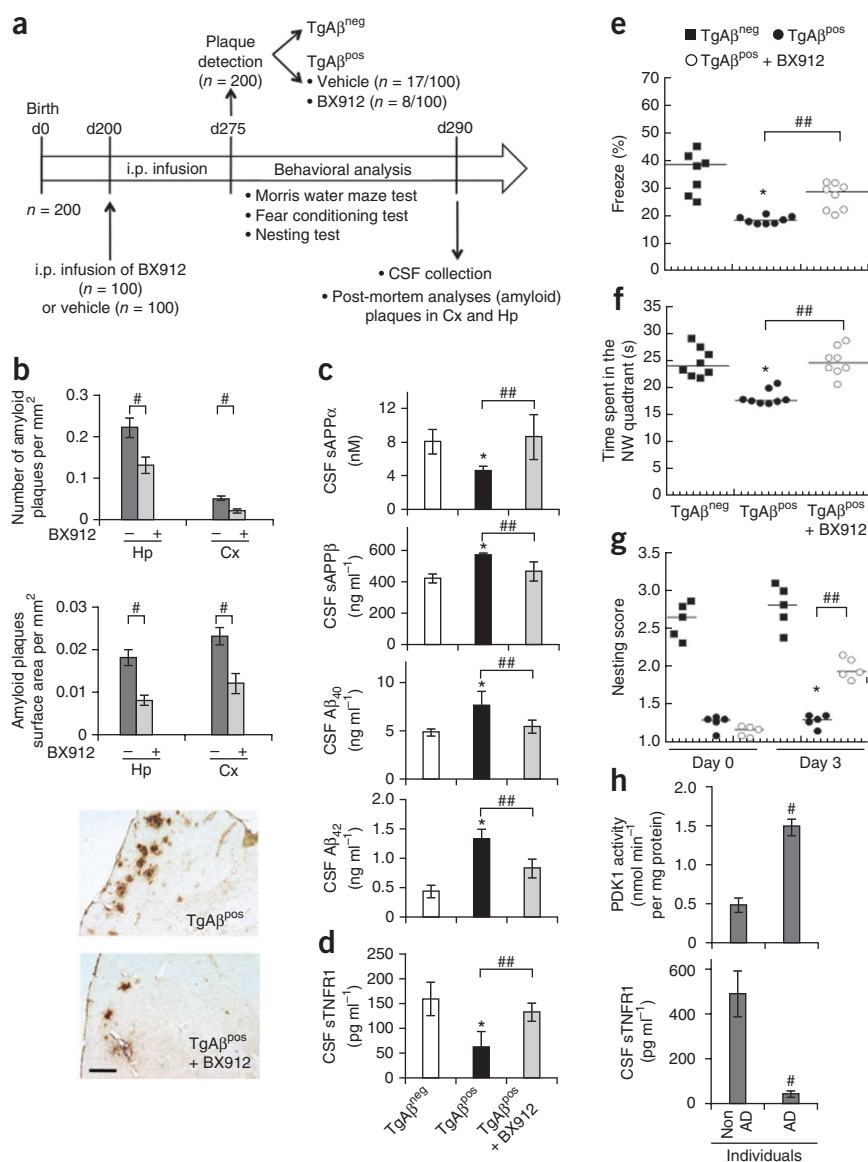 a
Plaque
detection
(n = 200)
TgAβneg
TgAβpos
• Vehicle (n = 17/100)
• BX912 (n = 8/100)
Birth
d0
d200
d275
d290
i.p. infusion
Behavioral analysis
n = 200
• Morris water maze test
• Fear conditioning test
• Nesting test
i.p. infusion of BX912
(n = 100)
or vehicle (n = 100)
• CSF collection
• Post-mortem analyses (amyloid)
plaques in Cx and Hp
b
Number of amyloid
plaques per mm2
0.3
0.2
0.1
0
#
#
BX912
–
+
–
+
Hp
Cx
Amyloid plaques
surface area per mm2
0.03
0.02
0.01
0
#
#
BX912
–
+
–
+
Hp
Cx
TgAβpos
TgAβpos
+ BX912
c
CSF sAPPα
(nM)
12
8
4
0
*
##
CSF sAPPβ
(ng ml–1)
600
400
200
0
*
##
CSF Aβ40
(ng ml–1)
10
5
0
*
##
CSF Aβ42
(ng ml–1)
2.0
1.5
1.0
0.5
0
*
##
d
CSF sTNFR1
(pg ml–1)
250
200
150
100
50
0
*
##
TgAβneg
TgAβpos
TgAβpos
+ BX912
e
TgAβneg
TgAβpos
TgAβpos + BX912
Freeze (%)
70
60
50
40
30
20
10
0
*
##
f
Time spent in the
NW quadrant (s)
35
30
25
20
15
10
5
0
*
##
TgAβneg
TgAβpos
TgAβpos
+ BX912
g
Nesting score
3.5
3.0
2.5
2.0
1.5
1.0
*
##
Day 0
Day 3
h
PDK1 activity
(nmol min–1
per mg protein)
2.0
1.5
1.0
0.5
0
#
CSF sTNFR1
(pg ml–1)
600
400
200
0
#
Non
AD
AD
Individuals